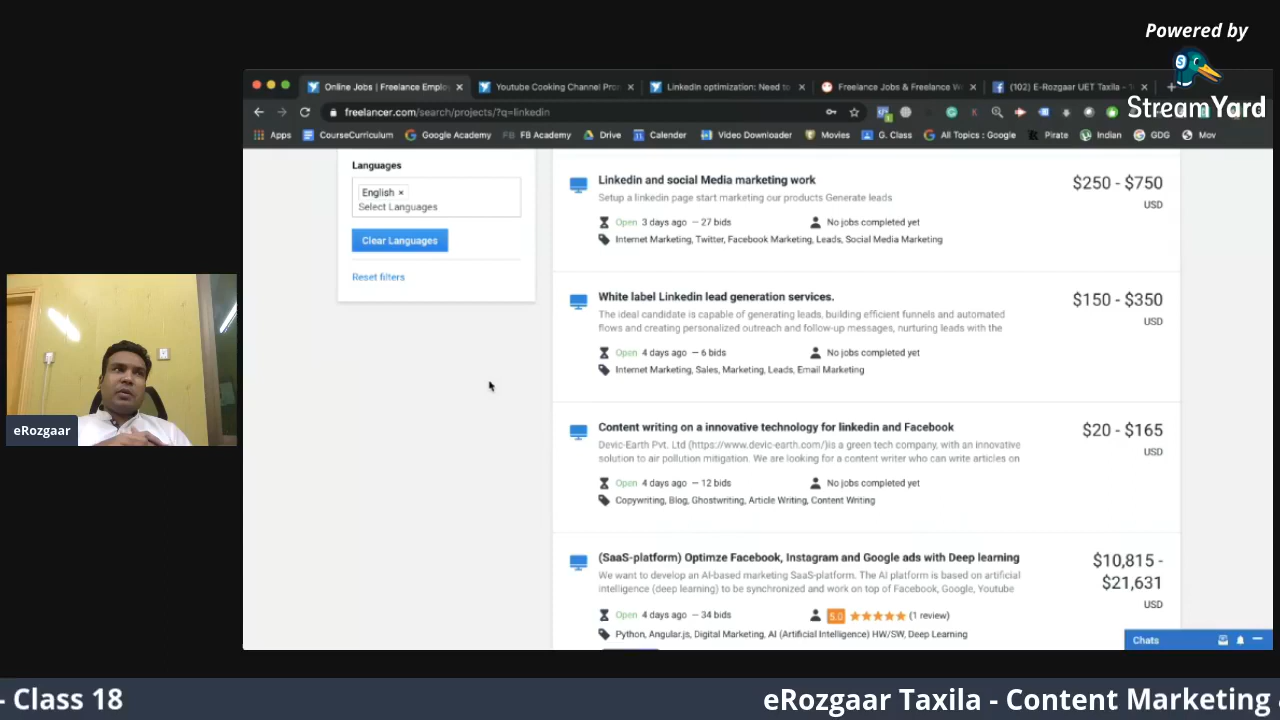 Powered by
StreamYard
Online Jobs | Freelance Emplo
Youtube Cooking Channel Pro
Linkedin optimization: Need to
Freelance Jobs & Freelance W
(102) E-Rozgaar UET Taxila -
freelancer.com/search/projects/?q=linkedin
Apps
CourseCurriculum
Google Academy
FB Academy
Drive
Calender
Video Downloader
Movies
G. Class
All Topics : Google
Pirate
Indian
GDG
Mov
Languages
English ×
Select Languages
Clear Languages
Reset filters
Linkedin and social Media marketing work
$250 - $750
USD
Setup a linkedin page start marketing our products Generate leads
Open 3 days ago — 27 bids
No jobs completed yet
Internet Marketing, Twitter, Facebook Marketing, Leads, Social Media Marketing
White label Linkedin lead generation services.
$150 - $350
USD
The ideal candidate is capable of generating leads, building efficient funnels and automated
flows and creating personalized outreach and follow-up messages, nurturing leads with the
Open 4 days ago — 6 bids
No jobs completed yet
Internet Marketing, Sales, Marketing, Leads, Email Marketing
Content writing on a innovative technology for linkedin and Facebook
$20 - $165
USD
Devic-Earth Pvt. Ltd (https://www.devic-earth.com/)is a green tech company, with an innovative
solution to air pollution mitigation. We are looking for a content writer who can write articles on
Open 4 days ago — 12 bids
No jobs completed yet
Copywriting, Blog, Ghostwriting, Article Writing, Content Writing
(SaaS-platform) Optimze Facebook, Instagram and Google ads with Deep learning
$10,815 -
$21,631
USD
We want to develop an AI-based marketing SaaS-platform. The AI platform is based on artificial
intelligence (deep learning) to be synchronized and work on top of Facebook, Google, Youtube
Open 4 days ago — 34 bids
5.0 (1 review)
Python, Angular.js, Digital Marketing, AI (Artificial Intelligence) HW/SW, Deep Learning
Chats
eRozgaar
- Class 18
eRozgaar Taxila - Content Marketing